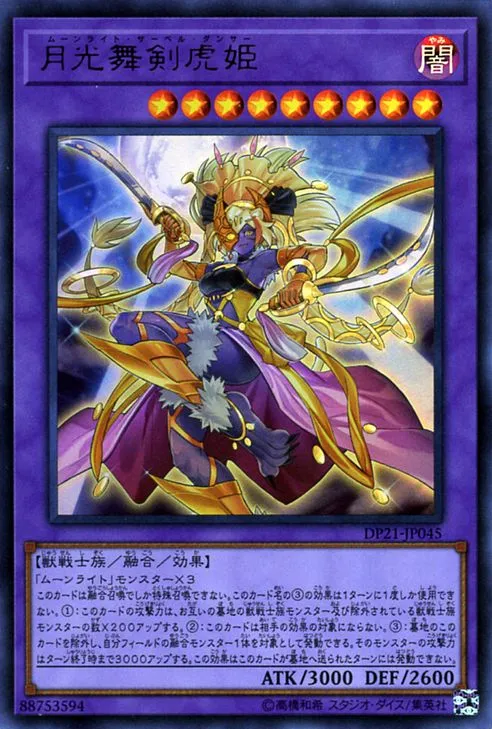 ムーンライト・サーベル・ダンサー
月光舞剣虎姫
やみ
闇
DP21-JP045
【獣戦士族／融合／効果】
「ムーンライト」モンスター×3
このカードは融合召喚でしか特殊召喚できない。このカード名の③の効果は1ターンに1度しか使用でき
ない。①：このカードの攻撃力は、お互いの墓地の獣戦士族モンスター及び除外されている獣戦士族
モンスターの数×200アップする。②：このカードは相手の効果の対象にならない。③：墓地のこの
カードを除外し、自分フィールドの融合モンスター1体を対象として発動できる。そのモンスターの攻撃力
はターン終了時まで3000アップする。この効果はこのカードが墓地へ送られたターンには発動できない。
ATK/3000 DEF/2600
88753594
©高橋和希 スタジオ・ダイス/集英社